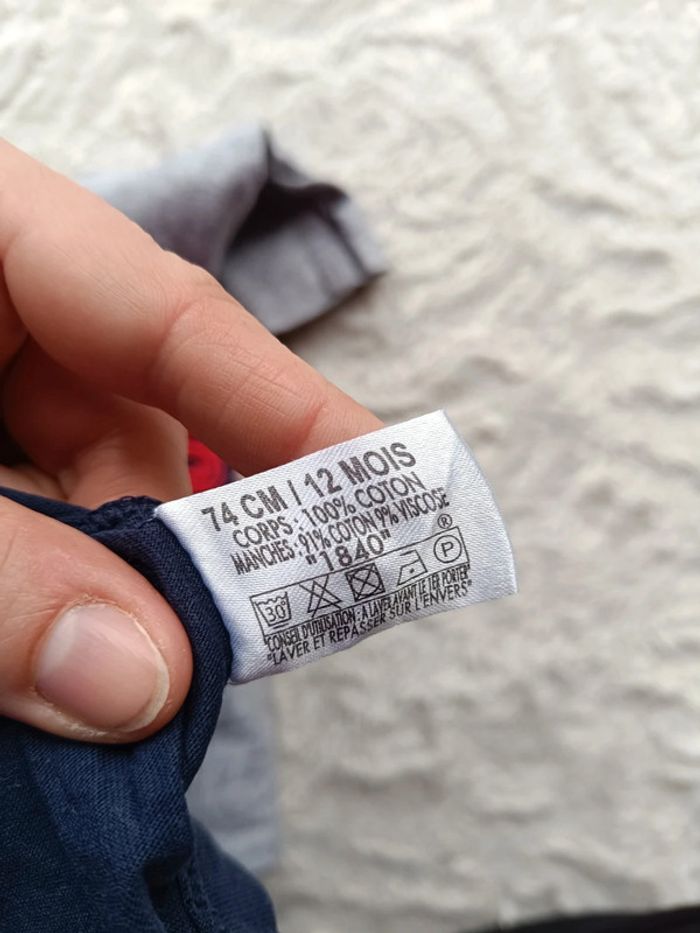 74 CM | 12 MOIS
CORPS : 100% COTON
MANCHES : 91% COTON 9% VISCOSE
"1840" ®
30° P
CONSEIL D'UTILISATION : A LAVER AVANT LE 1ER PORTER
"LAVER ET REPASSER SUR L'ENVERS"